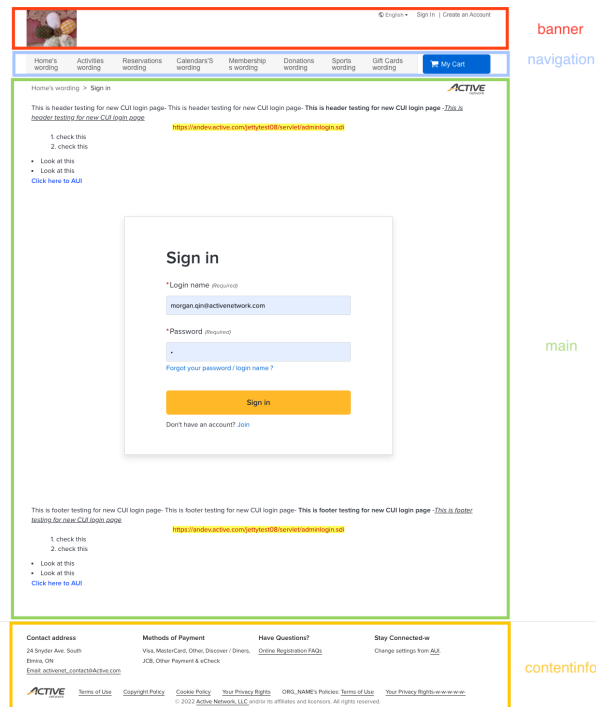 English
Sign In | Create an Account
banner
Home's wording
Activities wording
Reservations wording
Calendars'S wording
Membership s wording
Donations wording
Sports wording
Gift Cards wording
My Cart
navigation
Home's wording > Sign in
ACTIVE network
This is header testing for new CUI login page- This is header testing for new CUI login page- This is header testing for new CUI login page -This is
header testing for new CUI login page
https://andev.active.com/jettytest08/servlet/adminlogin.sdi
1. check this
2. check this
• Look at this
• Look at this
Click here to AUI
Sign in
*Login name (Required)
morgan.qin@activenetwork.com
*Password (Required)
•
Forgot your password / login name ?
Sign in
Don't have an account? Join
main
This is footer testing for new CUI login page- This is footer testing for new CUI login page- This is footer testing for new CUI login page -This is footer
testing for new CUI login page
https://andev.active.com/jettytest08/servlet/adminlogin.sdi
1. check this
2. check this
• Look at this
• Look at this
Click here to AUI
Contact address
24 Snyder Ave. South
Elmira, ON
Email: activenet_contact@Active.com
Methods of Payment
Visa, MasterCard, Other, Discover / Diners,
JCB, Other Payment & eCheck
Have Questions?
Online Registration FAQs
Stay Connected-w
Change settings from AUI.
contentinfo
ACTIVE network
Terms of Use
Copyright Policy
Cookie Policy
Your Privacy Rights
ORG_NAME's Policies: Terms of Use
Your Privacy Rights-w-w-w-w-w-
© 2022 Active Network, LLC and/or its affiliates and licensors. All rights reserved.